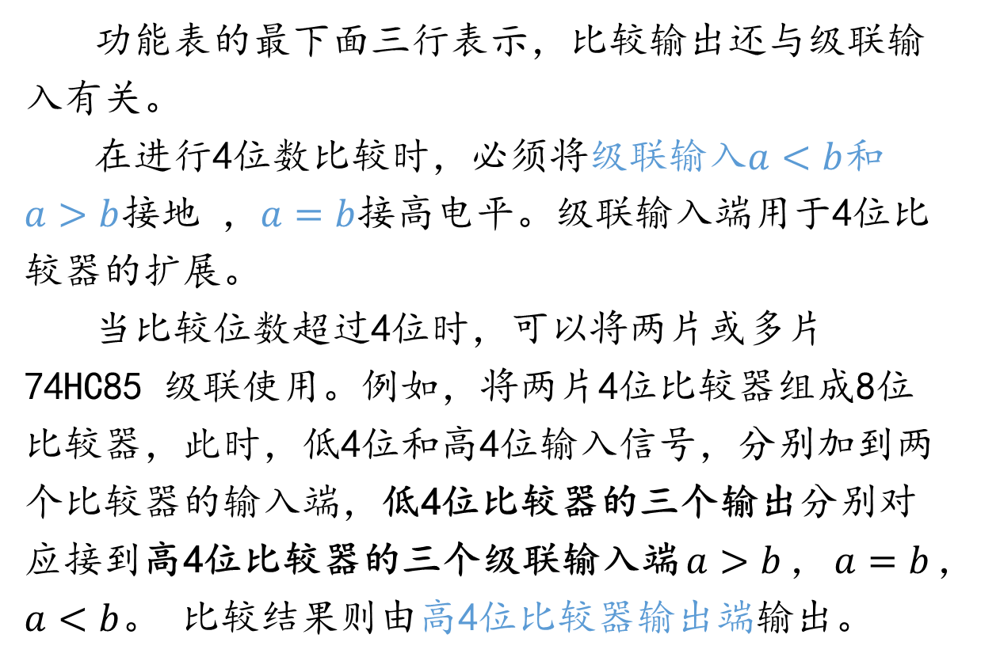 功能表的最下面三行表示，比较输出还与级联输
入有关。
在进行4位数比较时，必须将级联输入a < b和
a > b接地 ，a = b接高电平。级联输入端用于4位比
较器的扩展。
当比较位数超过4位时，可以将两片或多片
74HC85 级联使用。例如，将两片4位比较器组成8位
比较器，此时，低4位和高4位输入信号，分别加到两
个比较器的输入端，低4位比较器的三个输出分别对
应接到高4位比较器的三个级联输入端a > b，a = b，
a < b。 比较结果则由高4位比较器输出端输出。